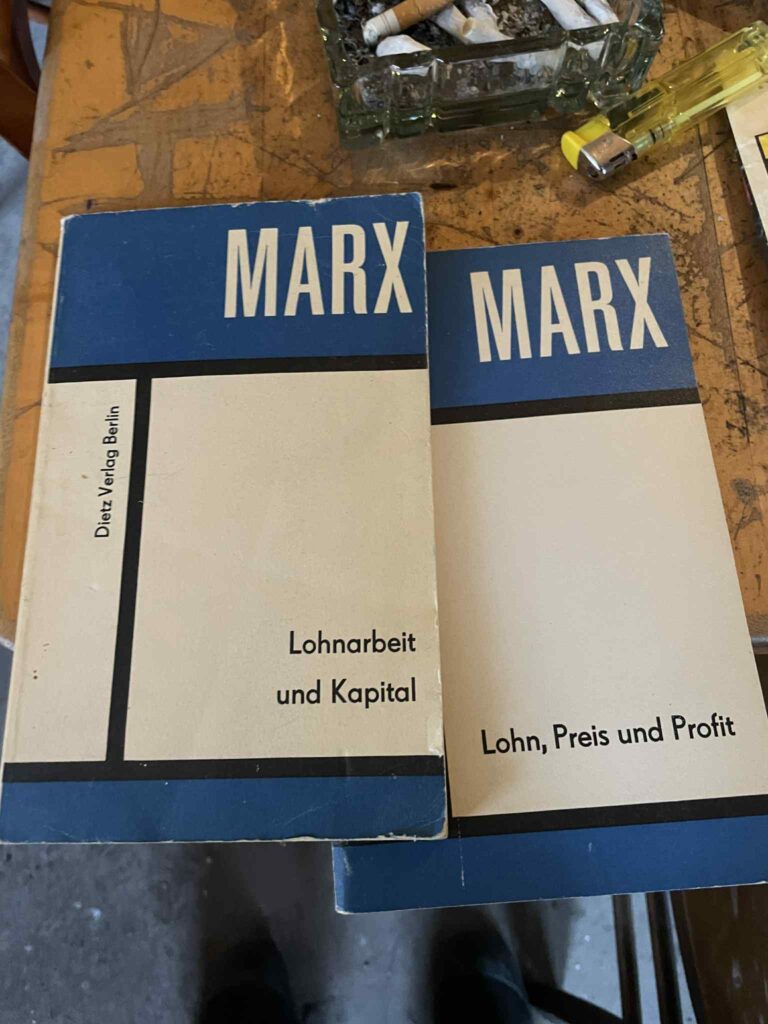 MARX
Dietz Verlag Berlin
Lohnarbeit
und Kapital
MARX
Lohn, Preis und Profit